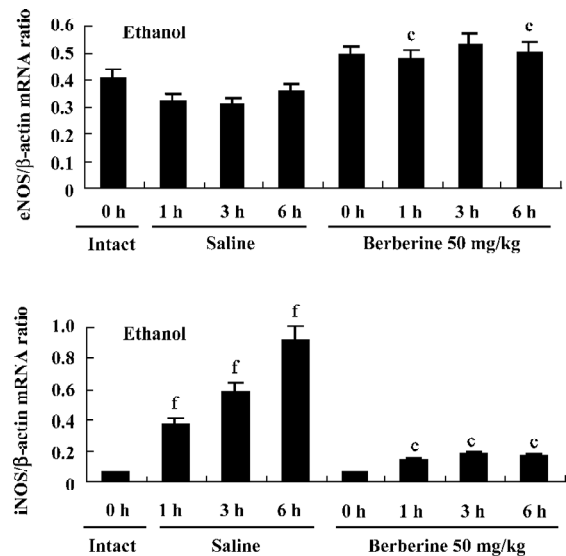 eNOS/β-actin mRNA ratio
Ethanol
0.6
0.5
0.4
0.3
0.2
0.1
0
c
c
0 h 1 h 3 h 6 h 0 h 1 h 3 h 6 h
Intact Saline Berberine 50 mg/kg
iNOS/β-actin mRNA ratio
Ethanol
1.0
0.8
0.6
0.4
0.2
0
f
f
f
c
c
c
0 h 1 h 3 h 6 h 0 h 1 h 3 h 6 h
Intact Saline Berberine 50 mg/kg